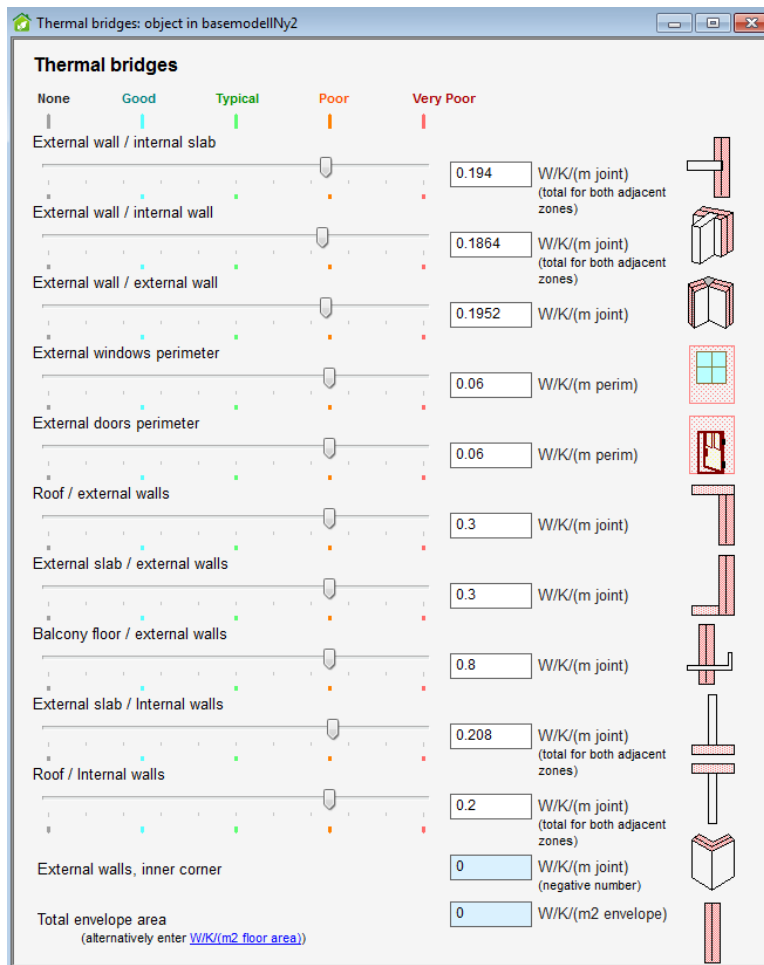 Thermal bridges: object in basemodellNy2
Thermal bridges
None Good Typical Poor Very Poor
External wall / internal slab
0.194 W/K/(m joint)
(total for both adjacent
zones)
External wall / internal wall
0.1864 W/K/(m joint)
(total for both adjacent
zones)
External wall / external wall
0.1952 W/K/(m joint)
External windows perimeter
0.06 W/K/(m perim)
External doors perimeter
0.06 W/K/(m perim)
Roof / external walls
0.3 W/K/(m joint)
External slab / external walls
0.3 W/K/(m joint)
Balcony floor / external walls
0.8 W/K/(m joint)
External slab / Internal walls
0.208 W/K/(m joint)
(total for both adjacent
zones)
Roof / Internal walls
0.2 W/K/(m joint)
(total for both adjacent
zones)
External walls, inner corner 0 W/K/(m joint)
(negative number)
Total envelope area 0 W/K/(m2 envelope)
(alternatively enter W/K/(m2 floor area))